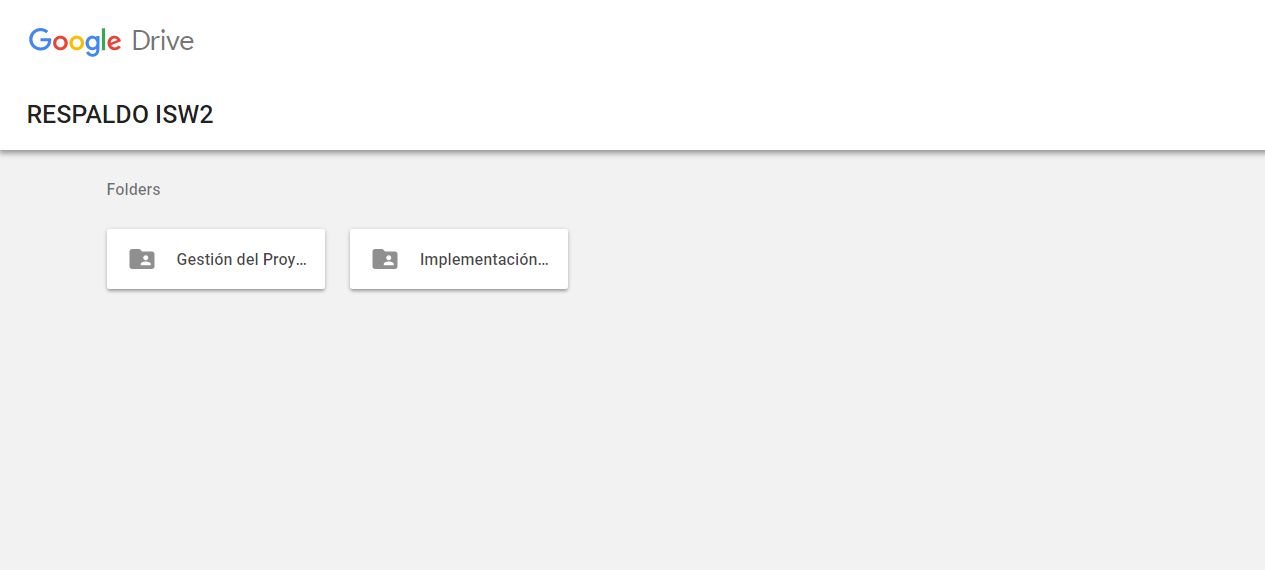 Google Drive
RESPALDO ISW2
Folders
Gestión del Proy...
Implementación...